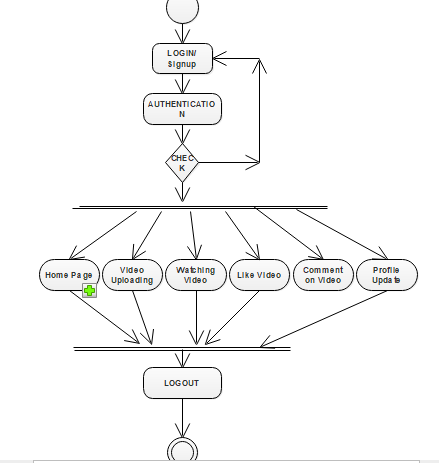 LOGIN/
Signup
AUTHENTICATIO
N
CHEC
K
Home Page
Video
Uploading
Watching
Video
Like Video
Comment
on Video
Profile
Update
LOGOUT